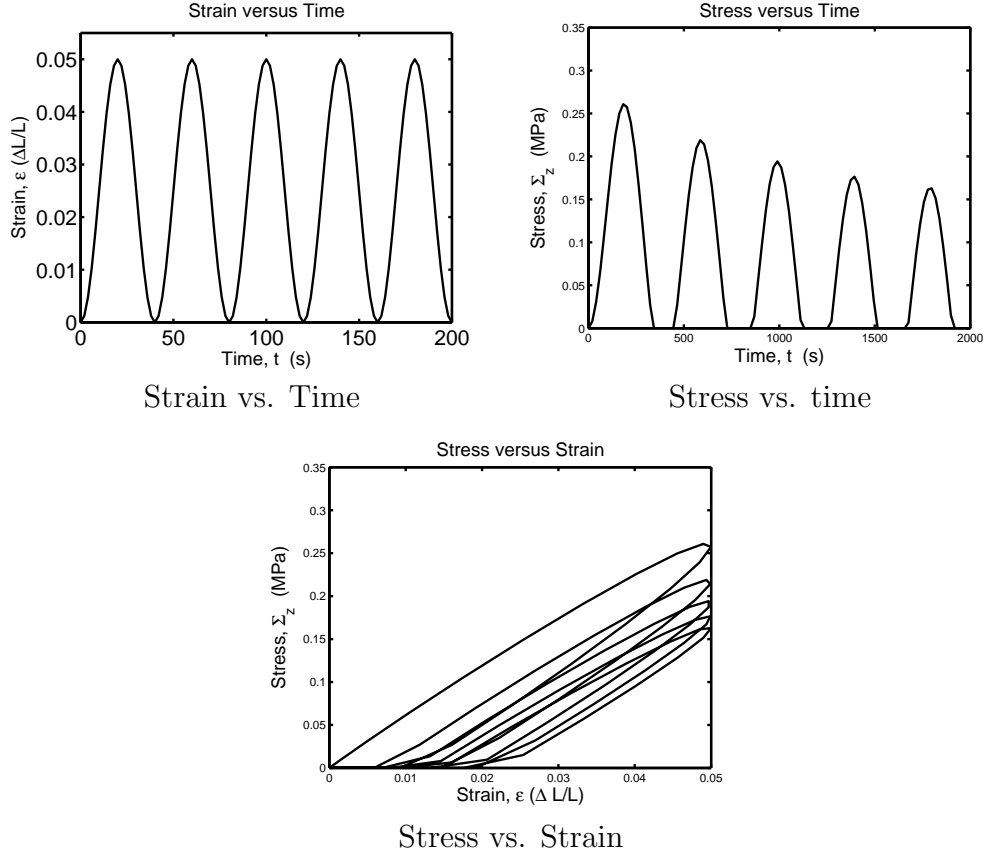 Strain versus Time
0.05
0.04
0.03
0.02
0.01
0
Strain, ε (ΔL/L)
0 50 100 150 200
Time, t (s)
Strain vs. Time
Stress versus Time
0.35
0.3
0.25
0.2
0.15
0.1
0.05
0
Stress, Σz (MPa)
0 500 1000 1500 2000
Time, t (s)
Stress vs. time
Stress versus Strain
0.35
0.3
0.25
0.2
0.15
0.1
0.05
0
Stress, Σz (MPa)
0 0.01 0.02 0.03 0.04 0.05
Strain, ε (Δ L/L)
Stress vs. Strain